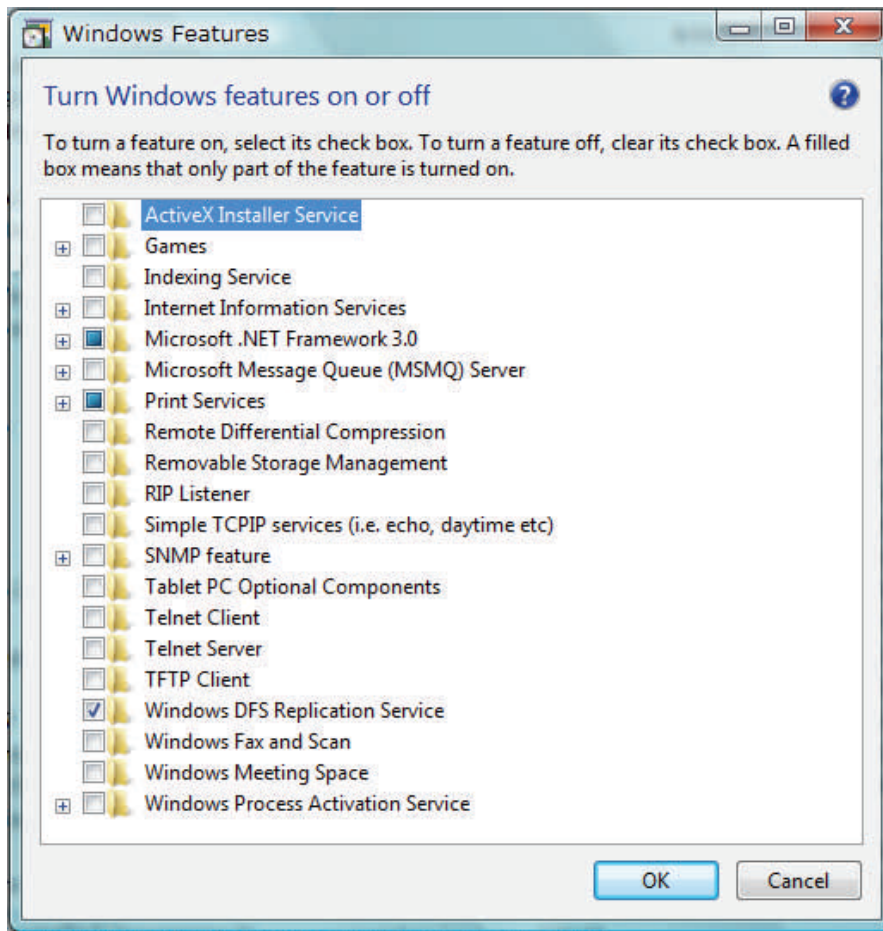 Windows Features
Turn Windows features on or off
To turn a feature on, select its check box. To turn a feature off, clear its check box. A filled
box means that only part of the feature is turned on.
ActiveX Installer Service
Games
Indexing Service
Internet Information Services
Microsoft .NET Framework 3.0
Microsoft Message Queue (MSMQ) Server
Print Services
Remote Differential Compression
Removable Storage Management
RIP Listener
Simple TCPIP services (i.e. echo, daytime etc)
SNMP feature
Tablet PC Optional Components
Telnet Client
Telnet Server
TFTP Client
Windows DFS Replication Service
Windows Fax and Scan
Windows Meeting Space
Windows Process Activation Service
OK Cancel